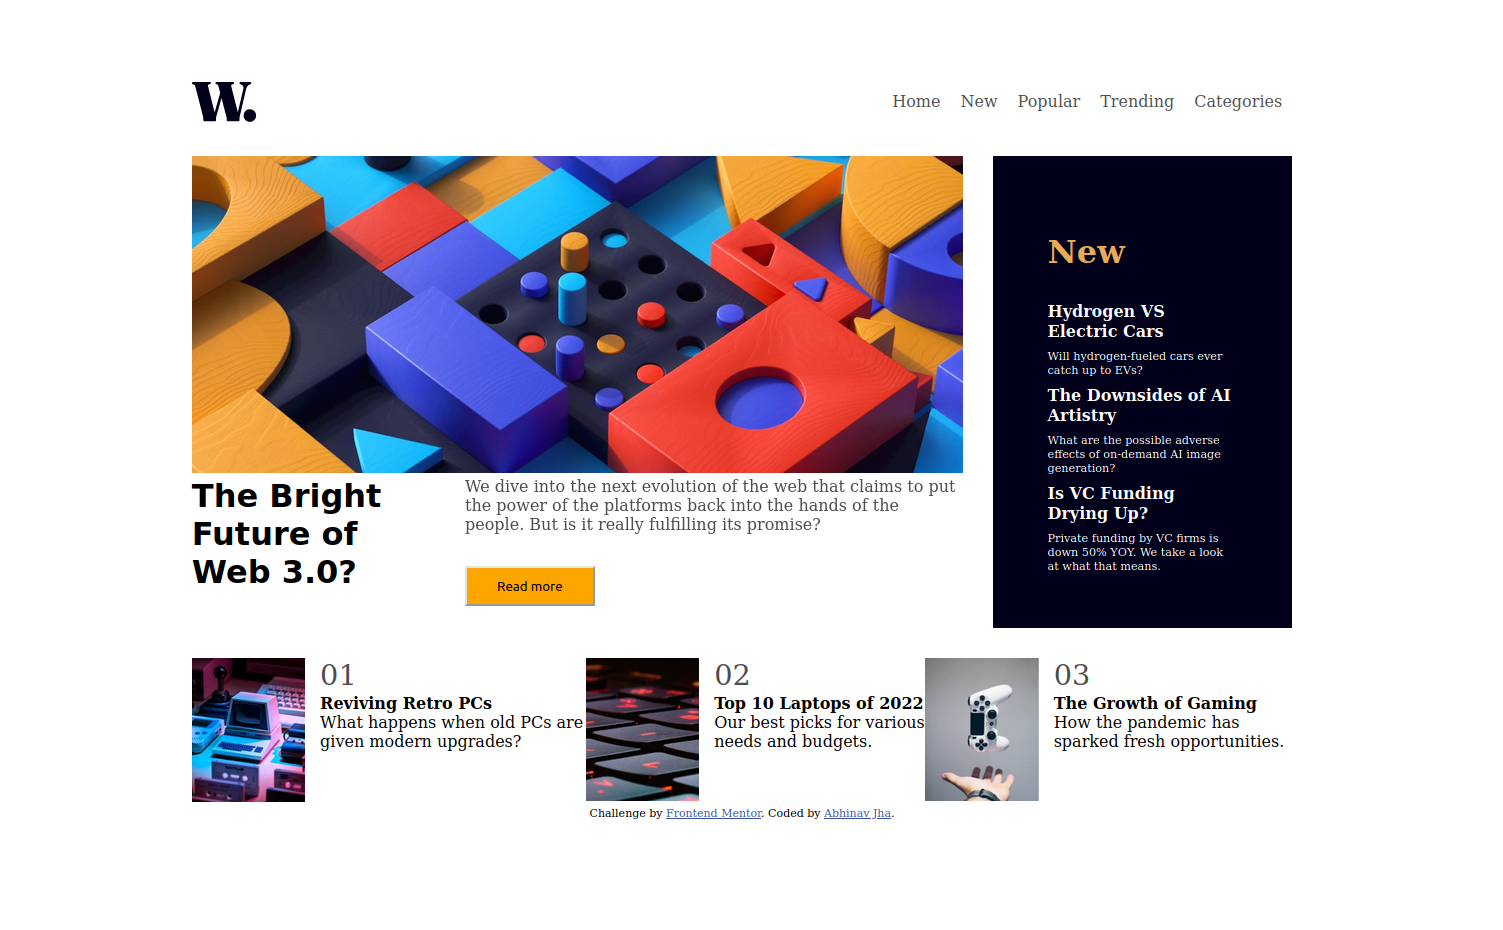 W.
Home New Popular Trending Categories
The Bright
Future of
Web 3.0?
We dive into the next evolution of the web that claims to put
the power of the platforms back into the hands of the
people. But is it really fulfilling its promise?
Read more
New
Hydrogen VS
Electric Cars
Will hydrogen-fueled cars ever
catch up to EVs?
The Downsides of AI
Artistry
What are the possible adverse
effects of on-demand AI image
generation?
Is VC Funding
Drying Up?
Private funding by VC firms is
down 50% YOY. We take a look
at what that means.
01
Reviving Retro PCs
What happens when old PCs are
given modern upgrades?
02
Top 10 Laptops of 2022
Our best picks for various
needs and budgets.
03
The Growth of Gaming
How the pandemic has
sparked fresh opportunities.
Challenge by Frontend Mentor. Coded by Abhinav Jha.